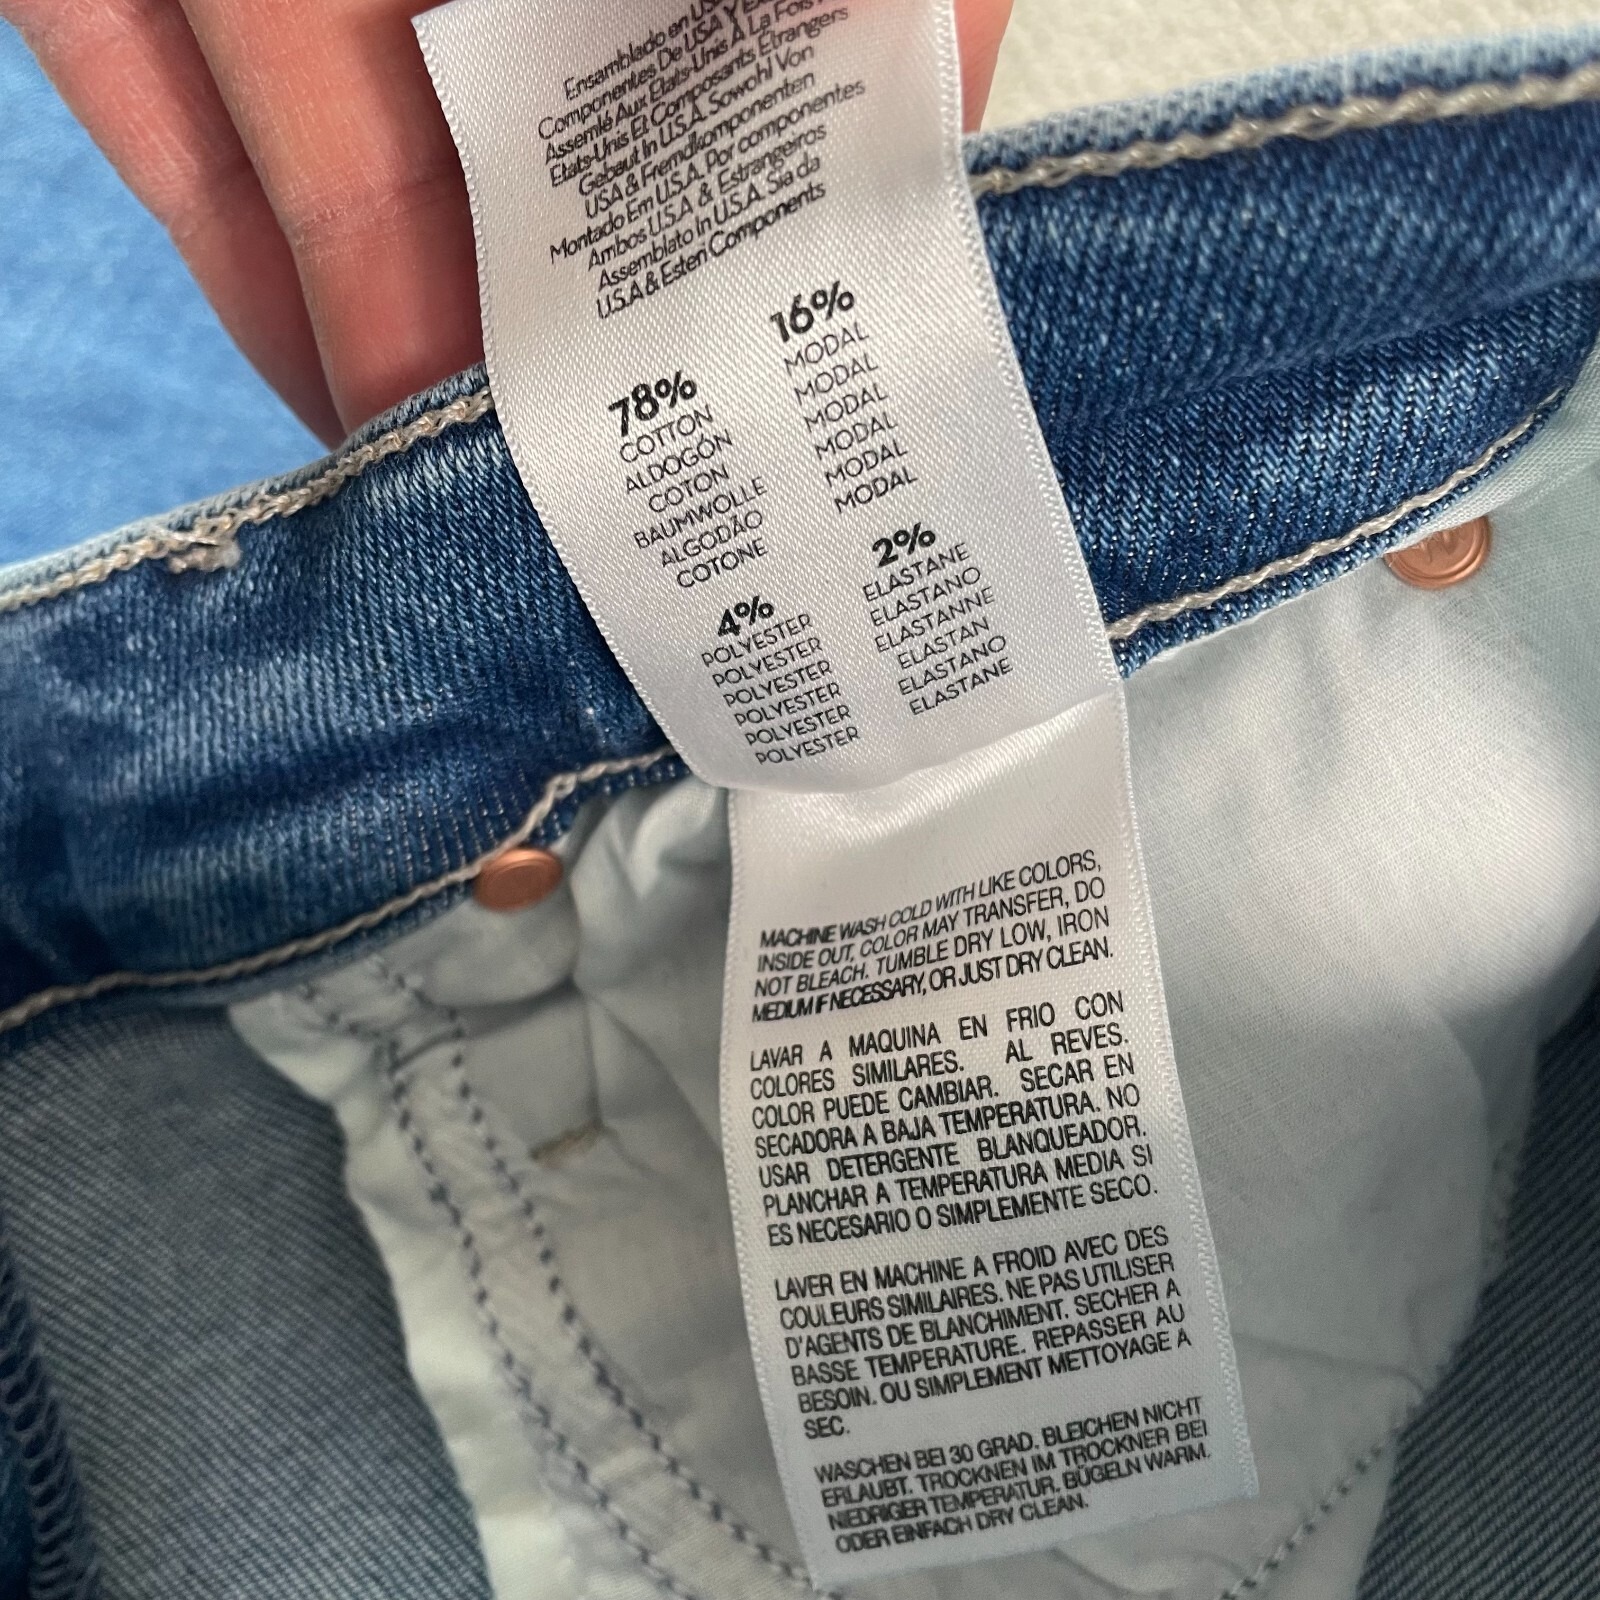 Ensamblado en US
Componentes De USA Y Ex
Assemlé Aux Etats-Unis À La Fois
Etats-Unis Et Composants Etrangers
Gebaut In U.S.A. Sowohl Von
USA & Fremdkomponenten
Montado Em U.S.A. Por componentes
Ambos U.S.A & Estrangeiros
Assemblato In U.S.A. Sia da
U.S.A & Esteri Components
78%
COTTON
ALDOGÓN
COTON
BAUMWOLLE
ALGODÃO
COTONE
16%
MODAL
MODAL
MODAL
MODAL
MODAL
MODAL
4%
POLYESTER
POLYESTER
POLYESTER
POLYESTER
POLYESTER
POLYESTER
2%
ELASTANE
ELASTANO
ELASTANNE
ELASTAN
ELASTANO
ELASTANE
MACHINE WASH COLD WITH LIKE COLORS,
INSIDE OUT, COLOR MAY TRANSFER, DO
NOT BLEACH. TUMBLE DRY LOW, IRON
MEDIUM IF NECESSARY, OR JUST DRY CLEAN.
LAVAR A MAQUINA EN FRIO CON
COLORES SIMILARES. AL REVES.
COLOR PUEDE CAMBIAR. SECAR EN
SECADORA A BAJA TEMPERATURA. NO
USAR DETERGENTE BLANQUEADOR.
PLANCHAR A TEMPERATURA MEDIA SI
ES NECESARIO O SIMPLEMENTE SECO.
LAVER EN MACHINE A FROID AVEC DES
COULEURS SIMILAIRES. NE PAS UTILISER
D'AGENTS DE BLANCHIMENT. SECHER A
BASSE TEMPERATURE. REPASSER AU
BESOIN. OU SIMPLEMENT METTOYAGE A
SEC.
WASCHEN BEI 30 GRAD. BLEICHEN NICHT
ERLAUBT. TROCKNEN IM TROCKNER BEI
NIEDRIGER TEMPERATUR. BÜGELN WARM.
ODER EINFACH DRY CLEAN.